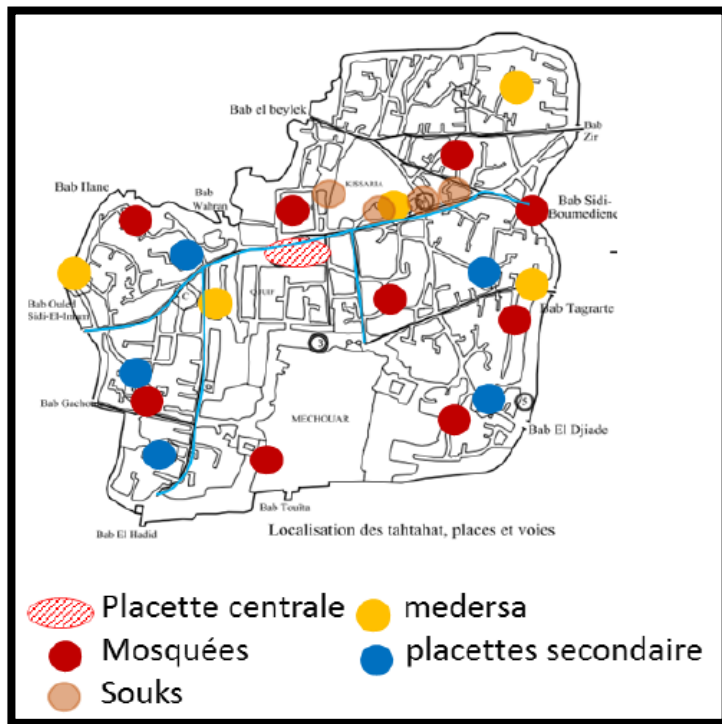 Bab el beylek
Bab
Zir
Bab Ilane
Bab
Wahran
KISSARIA
Bab Sidi-
Boumediene
Bab Ouled
Sidi-El-Imam
C
Bab Tagrarte
3
Bab
MECHOUAR
5
Bab El Djiade
Bab Touita
Bab El Hadid
Localisation des tahtahat, places et voies
Placette centrale
medersa
Mosquées
placettes secondaire
Souks